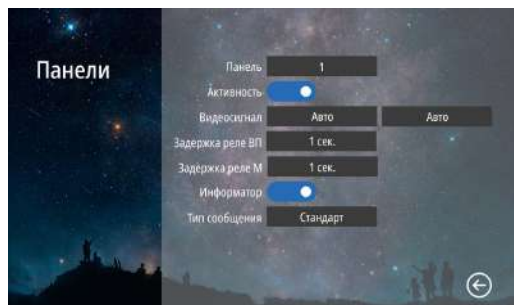 Панели
Панель 1
Активность
Видеосигнал Авто Авто
Задержка реле ВП 1 сек.
Задержка реле М 1 сек.
Информатор
Тип сообщения Стандарт